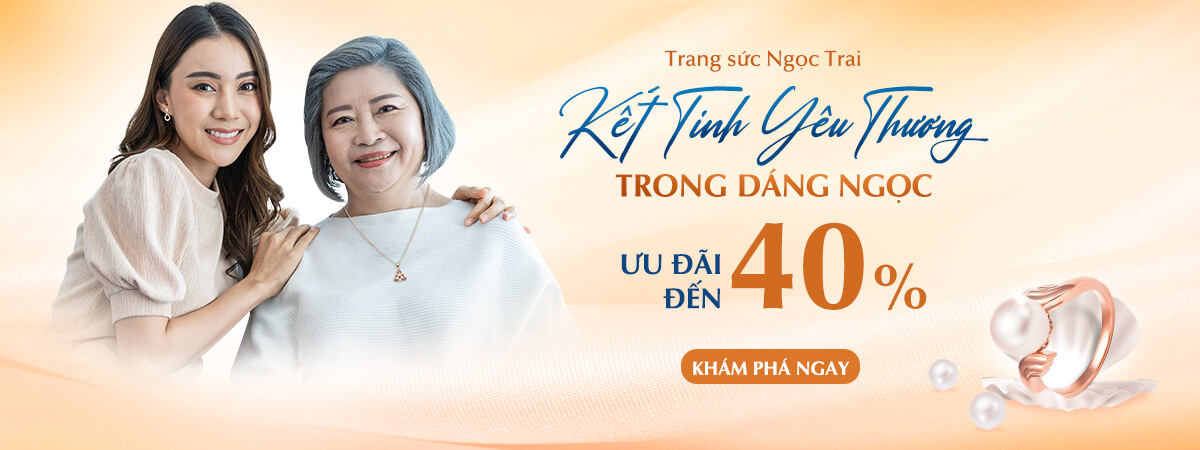 Trang sức Ngọc Trai
Kết Tinh Yêu Thương
TRONG DÁNG NGỌC
ƯU ĐÃI
ĐẾN
40%
KHÁM PHÁ NGAY